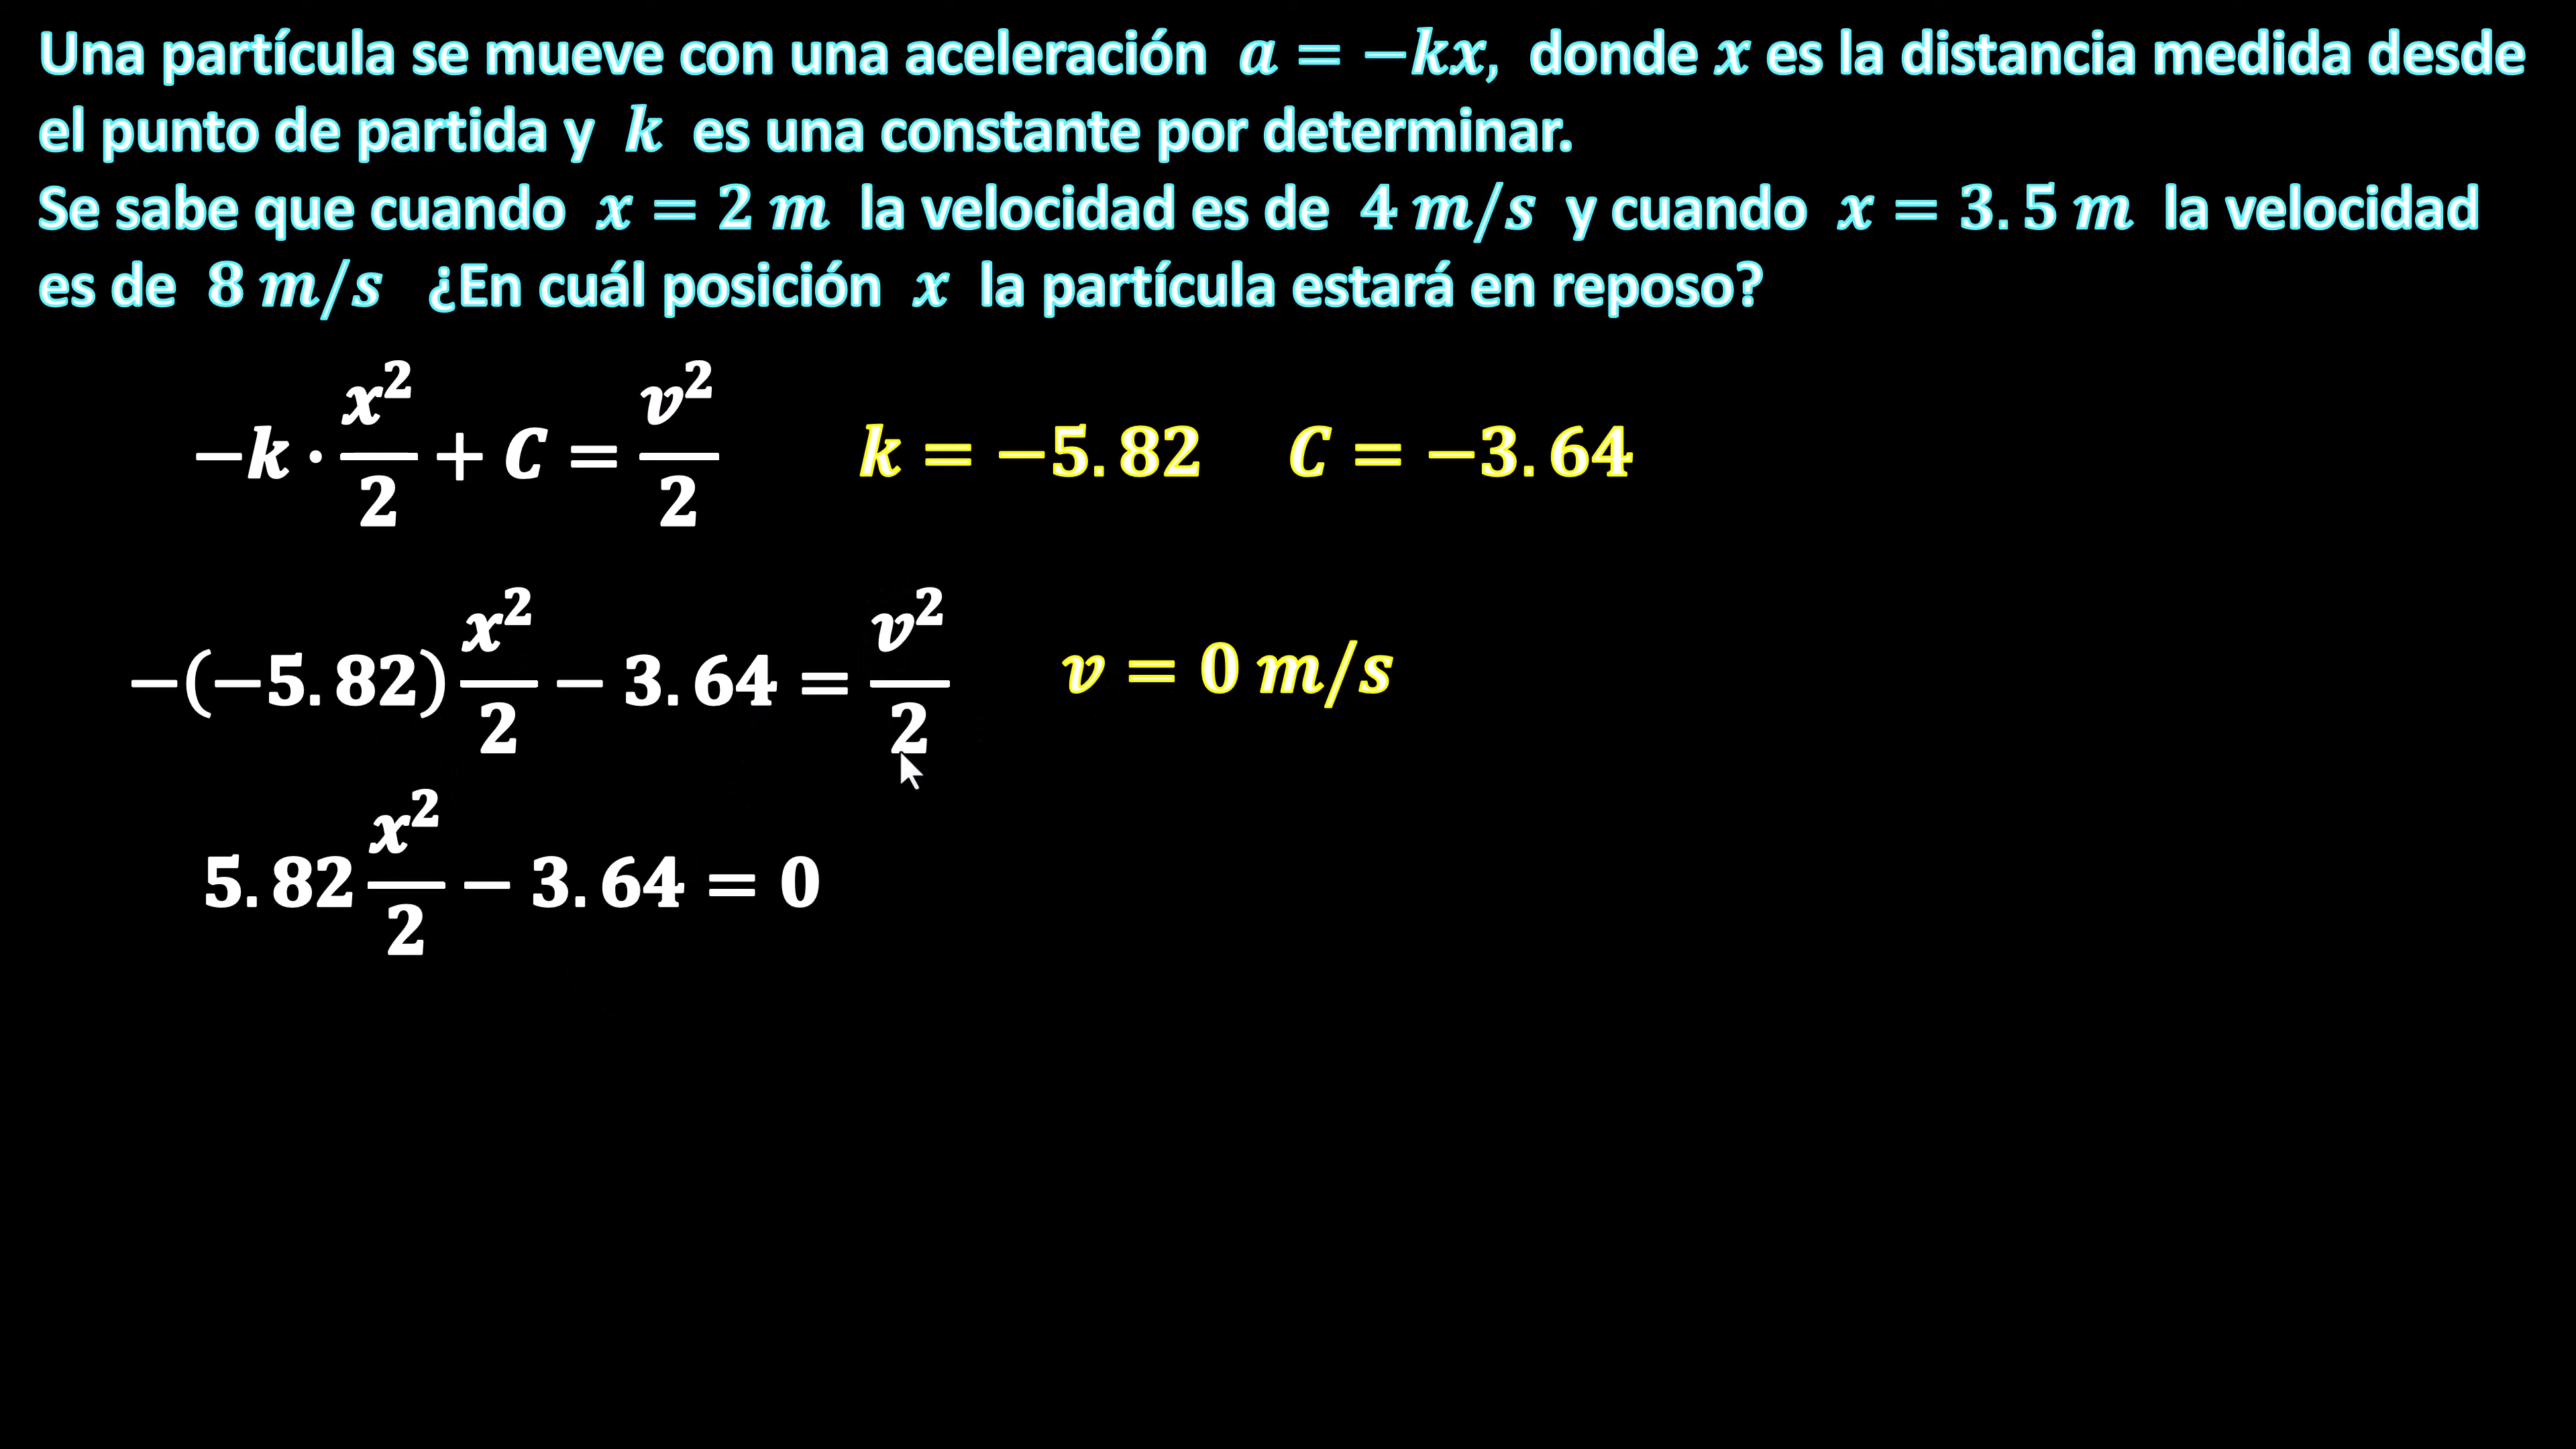 Una partícula se mueve con una aceleración a = −kx, donde x es la distancia medida desde
el punto de partida y k es una constante por determinar.
Se sabe que cuando x = 2 m la velocidad es de 4 m/s y cuando x = 3.5 m la velocidad
es de 8 m/s ¿En cuál posición x la partícula estará en reposo?
−k · x²/2 + C = v²/2 k = −5.82 C = −3.64
−(−5.82) x²/2 − 3.64 = v²/2 v = 0 m/s
5.82 x²/2 − 3.64 = 0